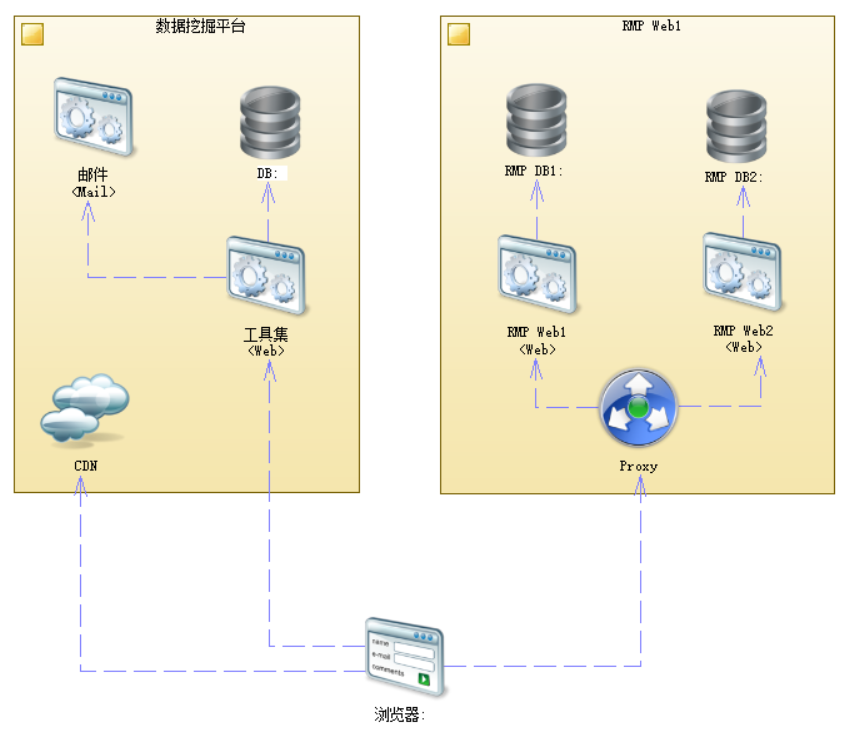 数据挖掘平台
RMP Web1
邮件
<Mail>
DB:
RMP DB1:
RMP DB2:
工具集
<Web>
RMP Web1
<Web>
RMP Web2
<Web>
CDN
Proxy
name
e-mail
comments
浏览器: